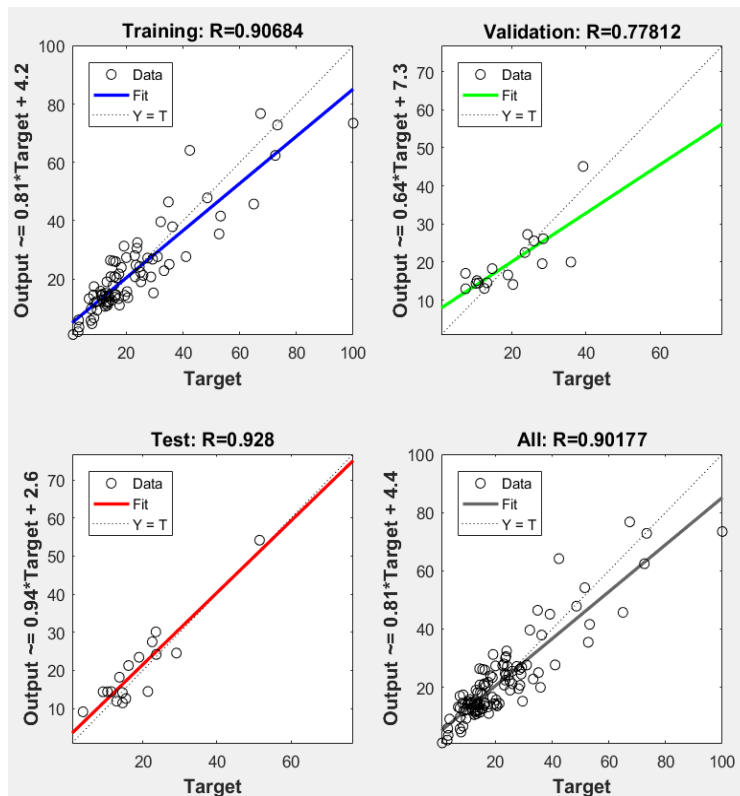 Training: R=0.90684
Output ~= 0.81*Target + 4.2
100
80
60
40
20
Data
Fit
Y = T
20 40 60 80 100
Target
Validation: R=0.77812
Output ~= 0.64*Target + 7.3
70
60
50
40
30
20
10
Data
Fit
Y = T
20 40 60
Target
Test: R=0.928
Output ~= 0.94*Target + 2.6
70
60
50
40
30
20
10
Data
Fit
Y = T
20 40 60
Target
All: R=0.90177
Output ~= 0.81*Target + 4.4
100
80
60
40
20
Data
Fit
Y = T
20 40 60 80 100
Target